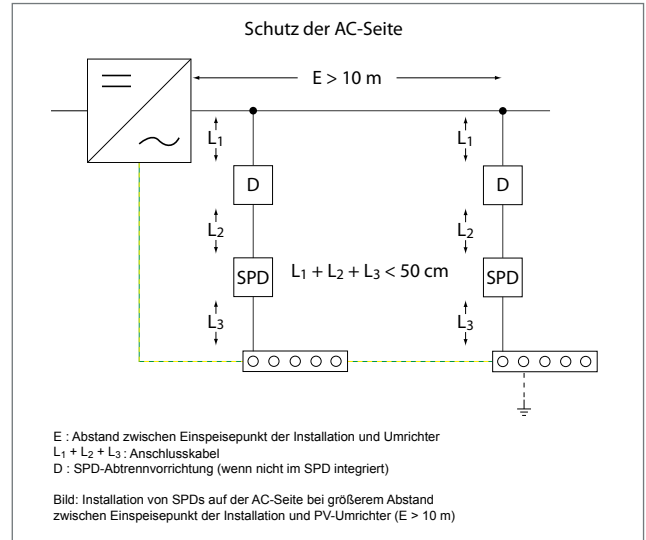 Schutz der AC-Seite
E > 10 m
L₁
L₁
D
D
L₂
L₂
SPD
L₁ + L₂ + L₃ < 50 cm
SPD
L₃
L₃
E : Abstand zwischen Einspeisepunkt der Installation und Umrichter
L₁ + L₂ + L₃ : Anschlusskabel
D : SPD-Abtrennvorrichtung (wenn nicht im SPD integriert)
Bild: Installation von SPDs auf der AC-Seite bei größerem Abstand
zwischen Einspeisepunkt der Installation und PV-Umrichter (E > 10 m)